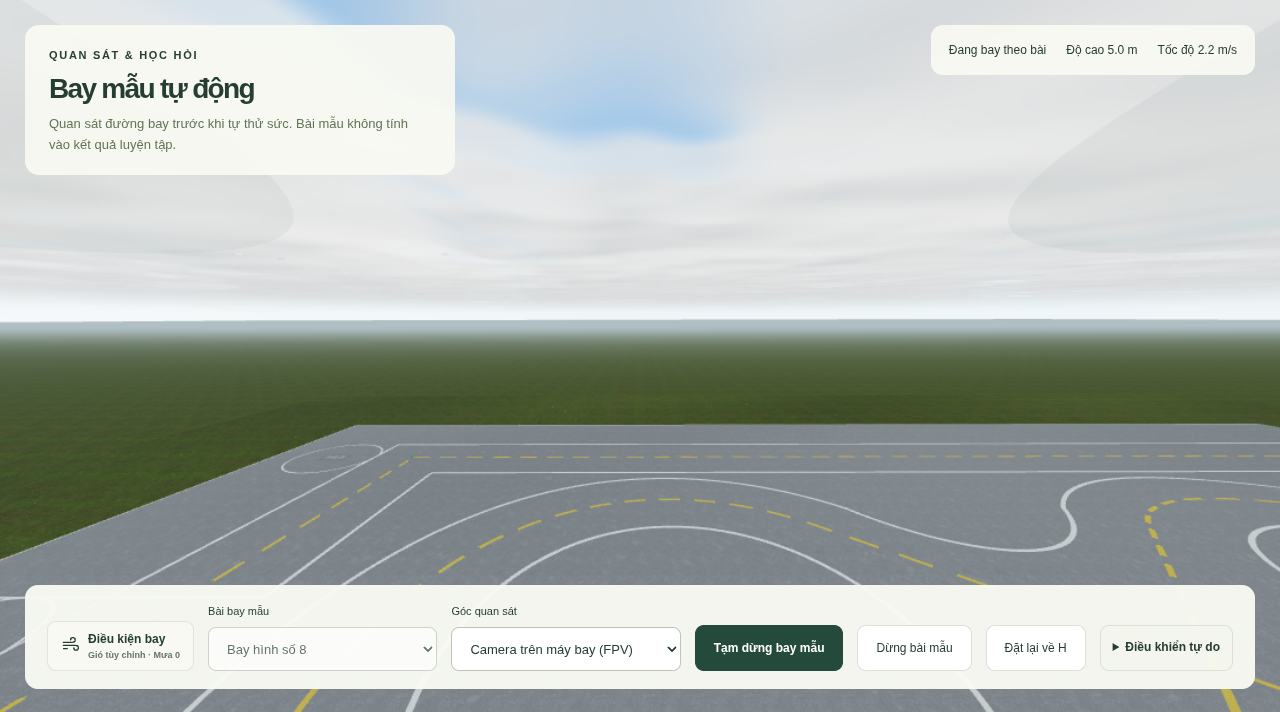 QUAN SÁT & HỌC HỎI
Bay mẫu tự động
Quan sát đường bay trước khi tự thử sức. Bài mẫu không tính
vào kết quả luyện tập.
Đang bay theo bài Độ cao 5.0 m Tốc độ 2.2 m/s
Điều kiện bay
Gió tùy chỉnh · Mưa 0
Bài bay mẫu
Bay hình số 8
Góc quan sát
Camera trên máy bay (FPV)
Tạm dừng bay mẫu
Dừng bài mẫu
Đặt lại về H
Điều khiển tự do